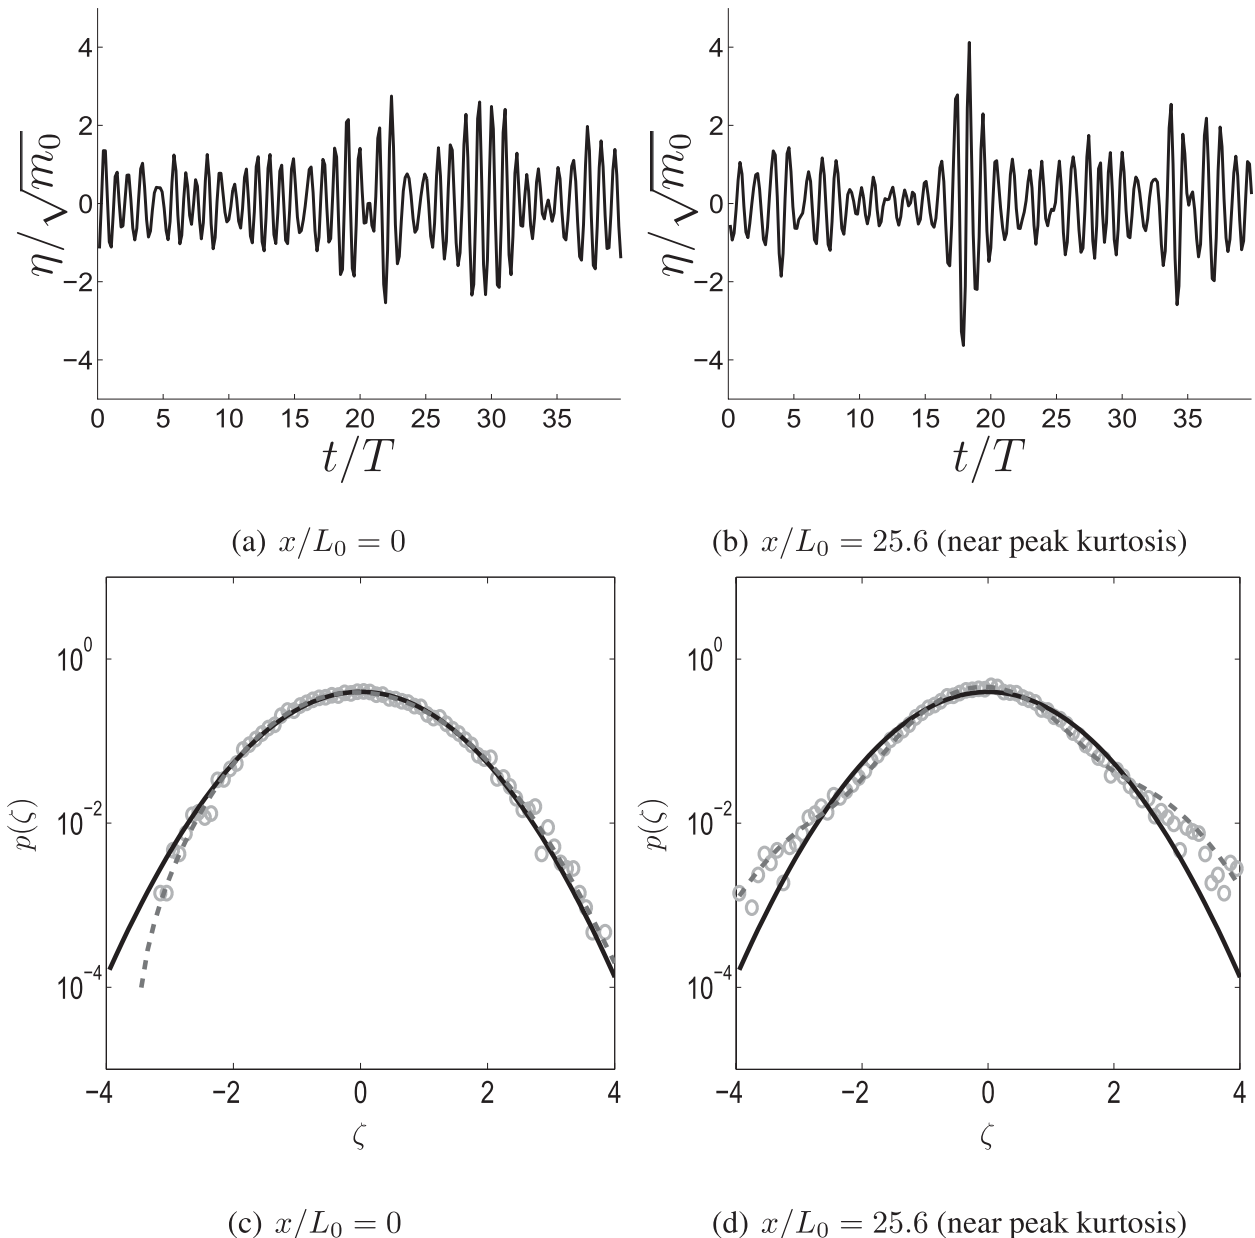 4
2
0
−2
−4
η/√m₀
0 5 10 15 20 25 30 35
t/T
4
2
0
−2
−4
η/√m₀
0 5 10 15 20 25 30 35
t/T
(a) x/L₀ = 0
(b) x/L₀ = 25.6 (near peak kurtosis)
10⁰
10⁻²
10⁻⁴
p(ζ)
−4 −2 0 2 4
ζ
10⁰
10⁻²
10⁻⁴
p(ζ)
−4 −2 0 2 4
ζ
(c) x/L₀ = 0
(d) x/L₀ = 25.6 (near peak kurtosis)